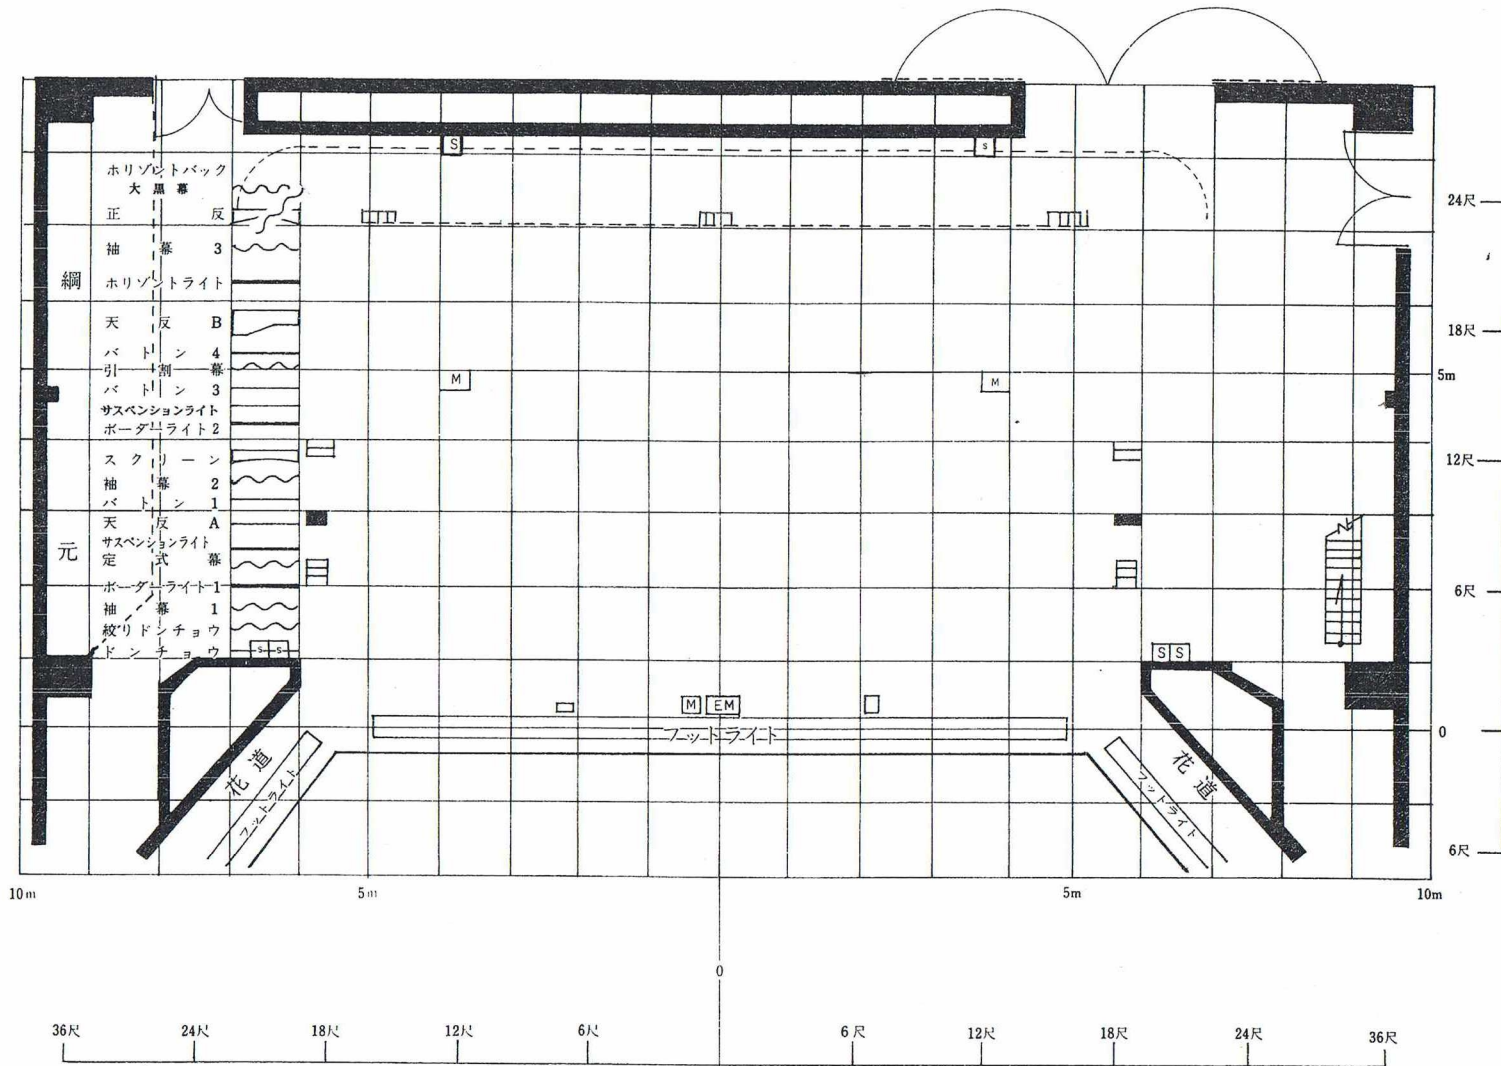 S
s
ホリゾントバック
大黒幕
正反
袖幕3
ホリゾントライト
天反B
バトン4
引割幕
バトン3
サスペンションライト
ボーダーライト2
スクリーン
袖幕2
バトン1
天反A
サスペンションライト
定式幕
ボーダーライト1
袖幕1
絞リドンチョウ
ドンチョウ
綱元
M
M
s s
S S
M
EM
フットライト
花道
フットライト
花道
フットライト
24尺
18尺
5m
12尺
6尺
0
6尺
10m
5m
5m
10m
0
36尺
24尺
18尺
12尺
6尺
6尺
12尺
18尺
24尺
36尺